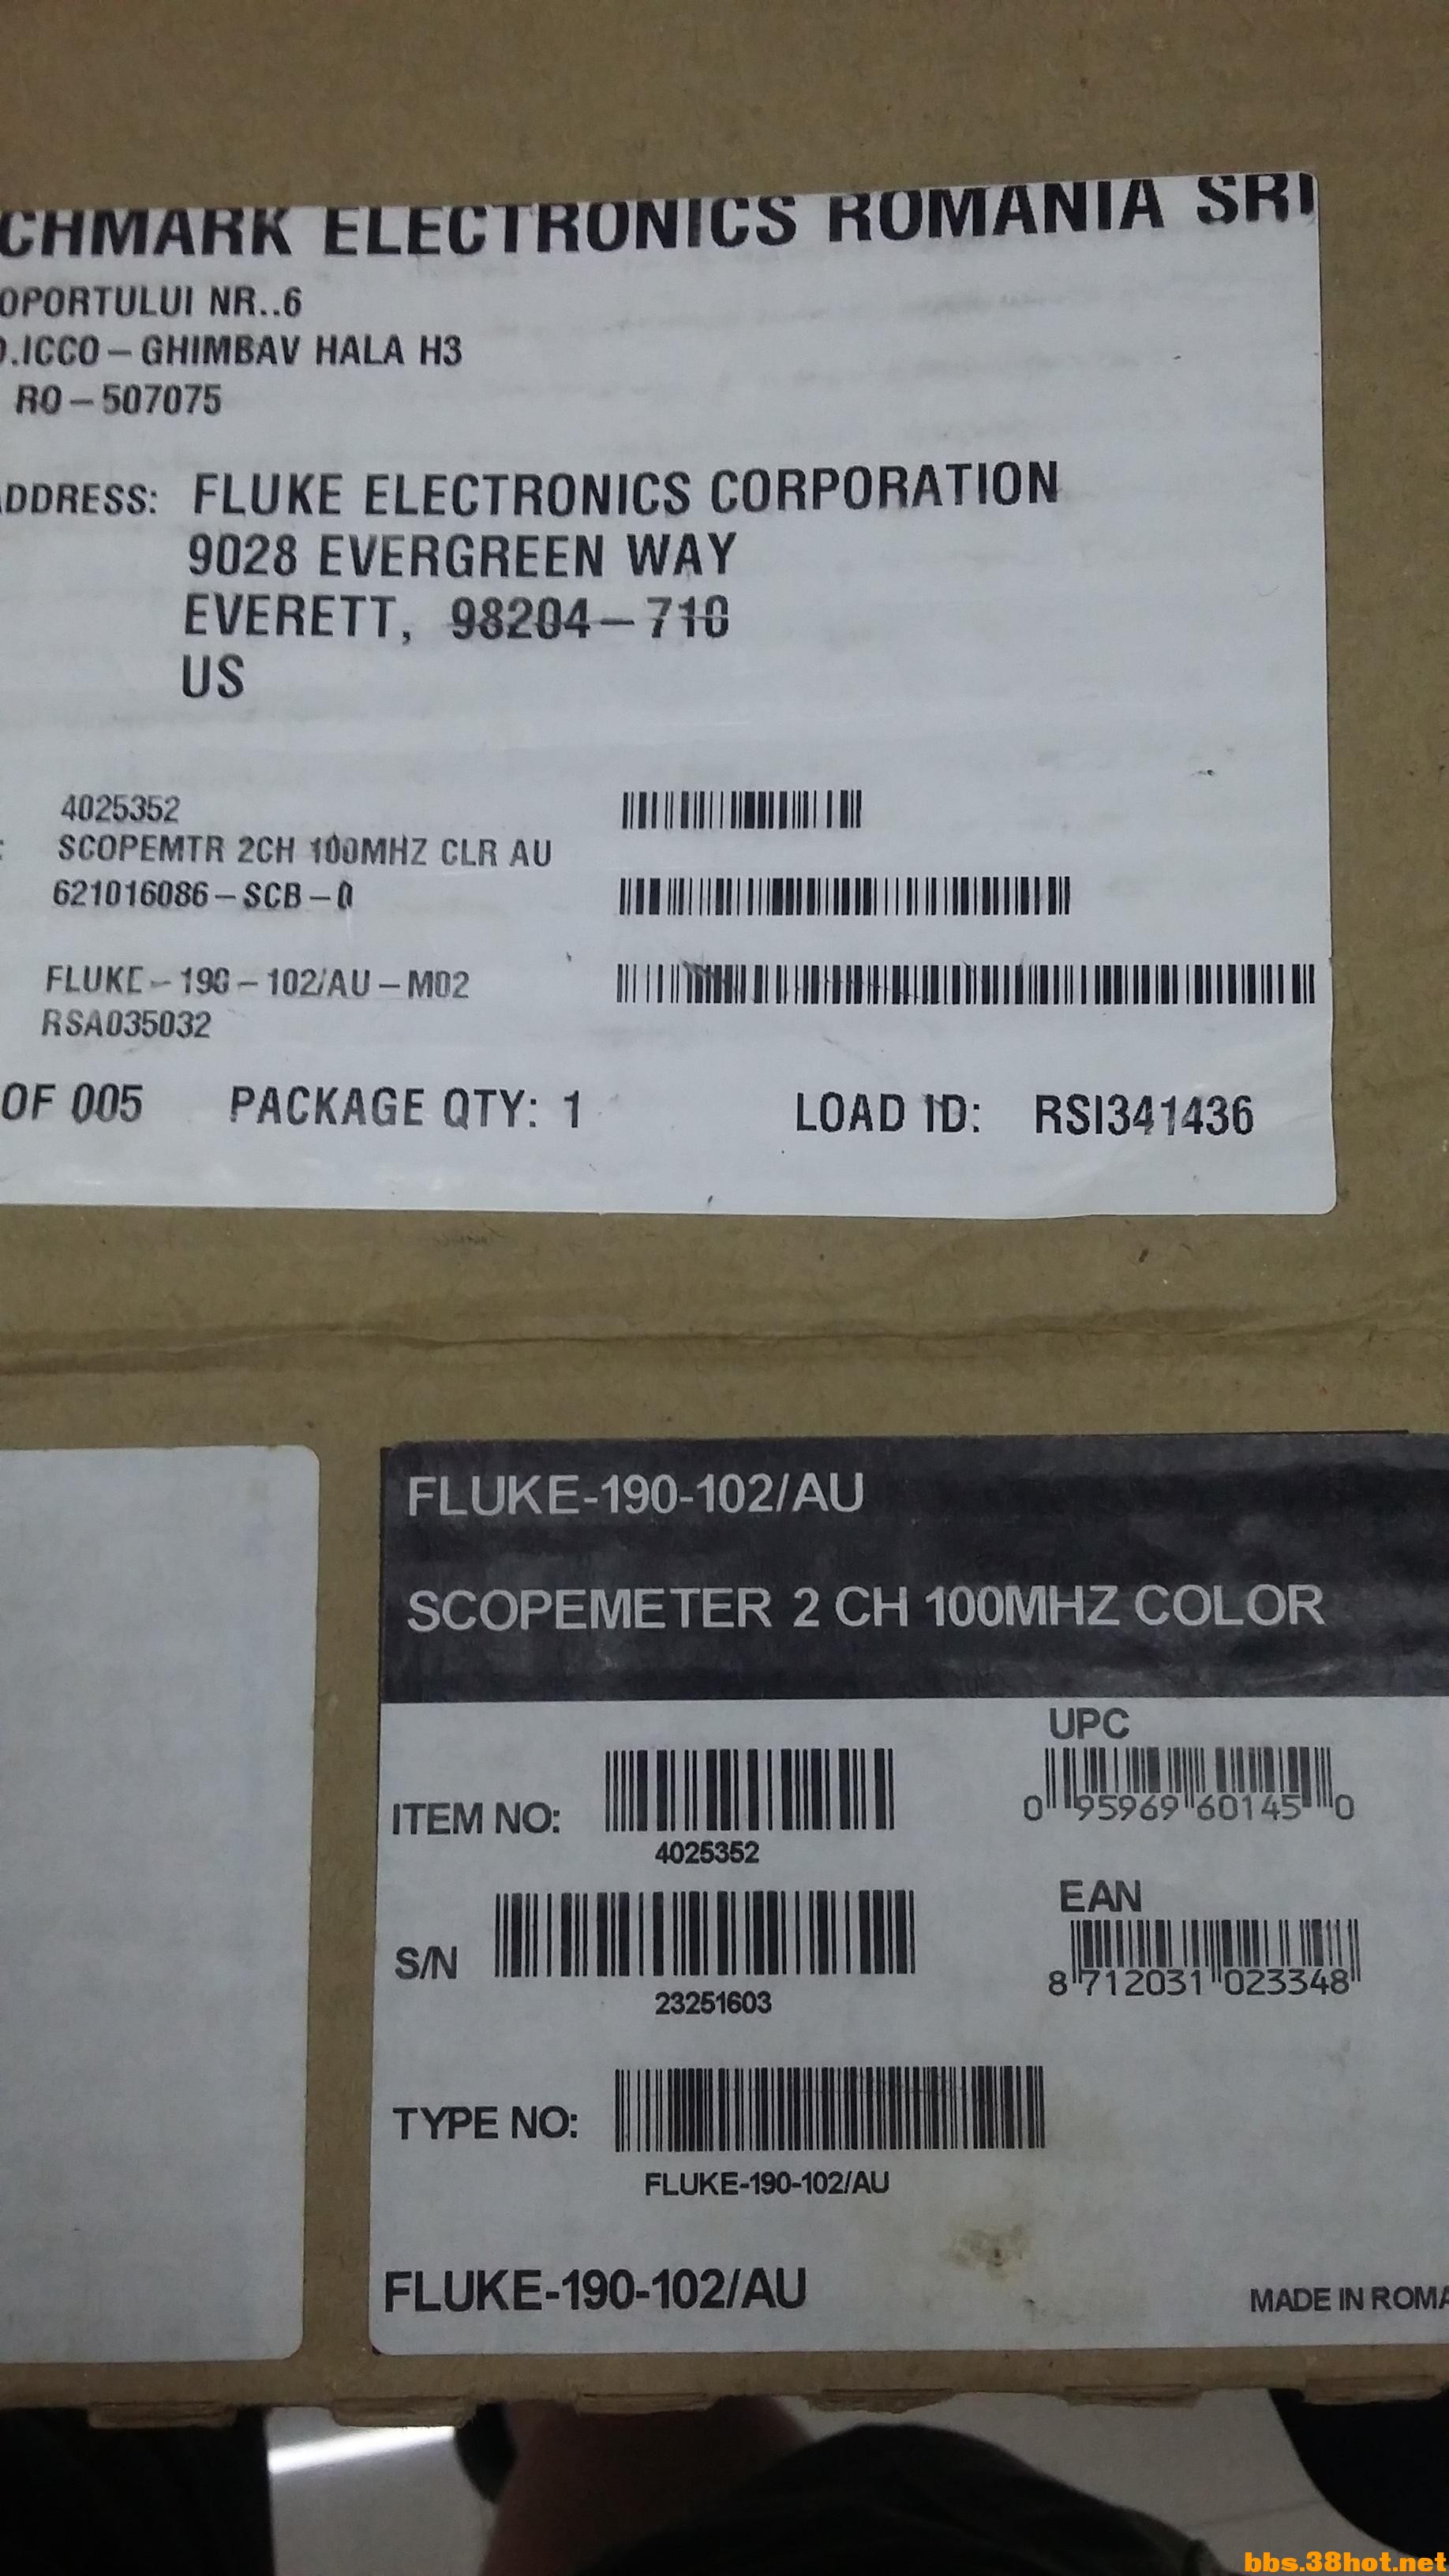 CHMARK ELECTRONICS ROMANIA SRL
OPORTULUI NR..6
D.ICCO-GHIMBAV HALA H3
RO-507075
ADDRESS: FLUKE ELECTRONICS CORPORATION
9028 EVERGREEN WAY
EVERETT, 98204-710
US
4025352
: SCOPEMTR 2CH 100MHZ CLR AU
621016086-SCB-0
FLUKE-190-102/AU-M02
RSA035032
OF 005 PACKAGE QTY: 1 LOAD ID: RSI341436
FLUKE-190-102/AU
SCOPEMETER 2 CH 100MHZ COLOR
UPC
0 95969 60145 0
ITEM NO:
4025352
EAN
8 712031 023348
S/N
23251603
TYPE NO:
FLUKE-190-102/AU
FLUKE-190-102/AU
MADE IN ROMA
bbs.38hot.net